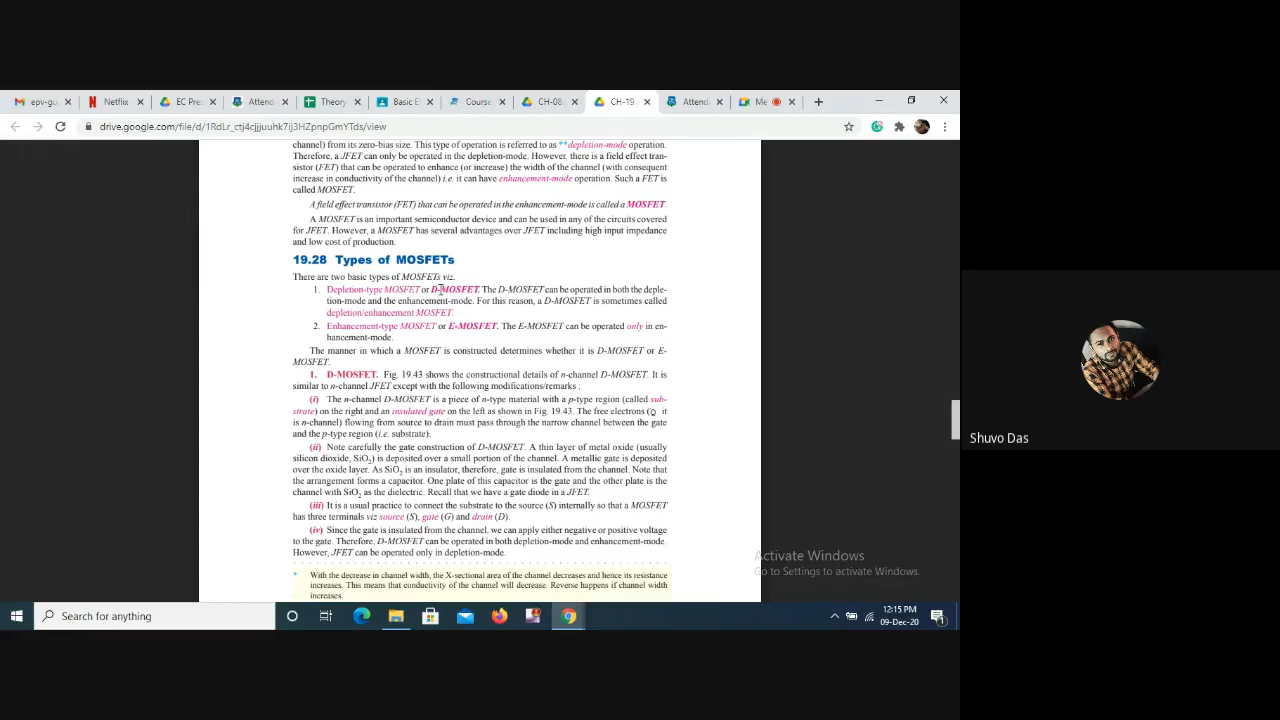 epv-gu
Netflix
EC Pre
Attend
Theory
Basic E
Course
CH-08.
CH-19.
Attend
Me
drive.google.com/file/d/1RdLr_ctj4cjjjuuhk7ij3HZpnpGmYTds/view
channel) from its zero-bias size. This type of operation is referred to as **depletion-mode operation.
Therefore, a JFET can only be operated in the depletion-mode. However, there is a field effect tran-
sistor (FET) that can be operated to enhance (or increase) the width of the channel (with consequent
increase in conductivity of the channel) i.e. it can have enhancement-mode operation. Such a FET is
called MOSFET.
A field effect transistor (FET) that can be operated in the enhancement-mode is called a MOSFET.
A MOSFET is an important semiconductor device and can be used in any of the circuits covered
for JFET. However, a MOSFET has several advantages over JFET including high input impedance
and low cost of production.
19.28 Types of MOSFETs
There are two basic types of MOSFETs viz.
1. Depletion-type MOSFET or D-MOSFET. The D-MOSFET can be operated in both the deple-
tion-mode and the enhancement-mode. For this reason, a D-MOSFET is sometimes called
depletion/enhancement MOSFET.
2. Enhancement-type MOSFET or E-MOSFET. The E-MOSFET can be operated only in en-
hancement-mode.
The manner in which a MOSFET is constructed determines whether it is D-MOSFET or E-
MOSFET.
1. D-MOSFET. Fig. 19.43 shows the constructional details of n-channel D-MOSFET. It is
similar to n-channel JFET except with the following modifications/remarks :
(i) The n-channel D-MOSFET is a piece of n-type material with a p-type region (called sub-
strate) on the right and an insulated gate on the left as shown in Fig. 19.43. The free electrons ( it
is n-channel) flowing from source to drain must pass through the narrow channel between the gate
and the p-type region (i.e. substrate).
(ii) Note carefully the gate construction of D-MOSFET. A thin layer of metal oxide (usually
silicon dioxide, SiO2) is deposited over a small portion of the channel. A metallic gate is deposited
over the oxide layer. As SiO2 is an insulator, therefore, gate is insulated from the channel. Note that
the arrangement forms a capacitor. One plate of this capacitor is the gate and the other plate is the
channel with SiO2 as the dielectric. Recall that we have a gate diode in a JFET.
(iii) It is a usual practice to connect the substrate to the source (S) internally so that a MOSFET
has three terminals viz source (S), gate (G) and drain (D).
(iv) Since the gate is insulated from the channel, we can apply either negative or positive voltage
to the gate. Therefore, D-MOSFET can be operated in both depletion-mode and enhancement-mode.
However, JFET can be operated only in depletion-mode.
* With the decrease in channel width, the X-sectional area of the channel decreases and hence its resistance
increases. This means that conductivity of the channel will decrease. Reverse happens if channel width
increases.
Shuvo Das
Activate Windows
Go to Settings to activate Windows.
Search for anything
12:15 PM
09-Dec-20
1